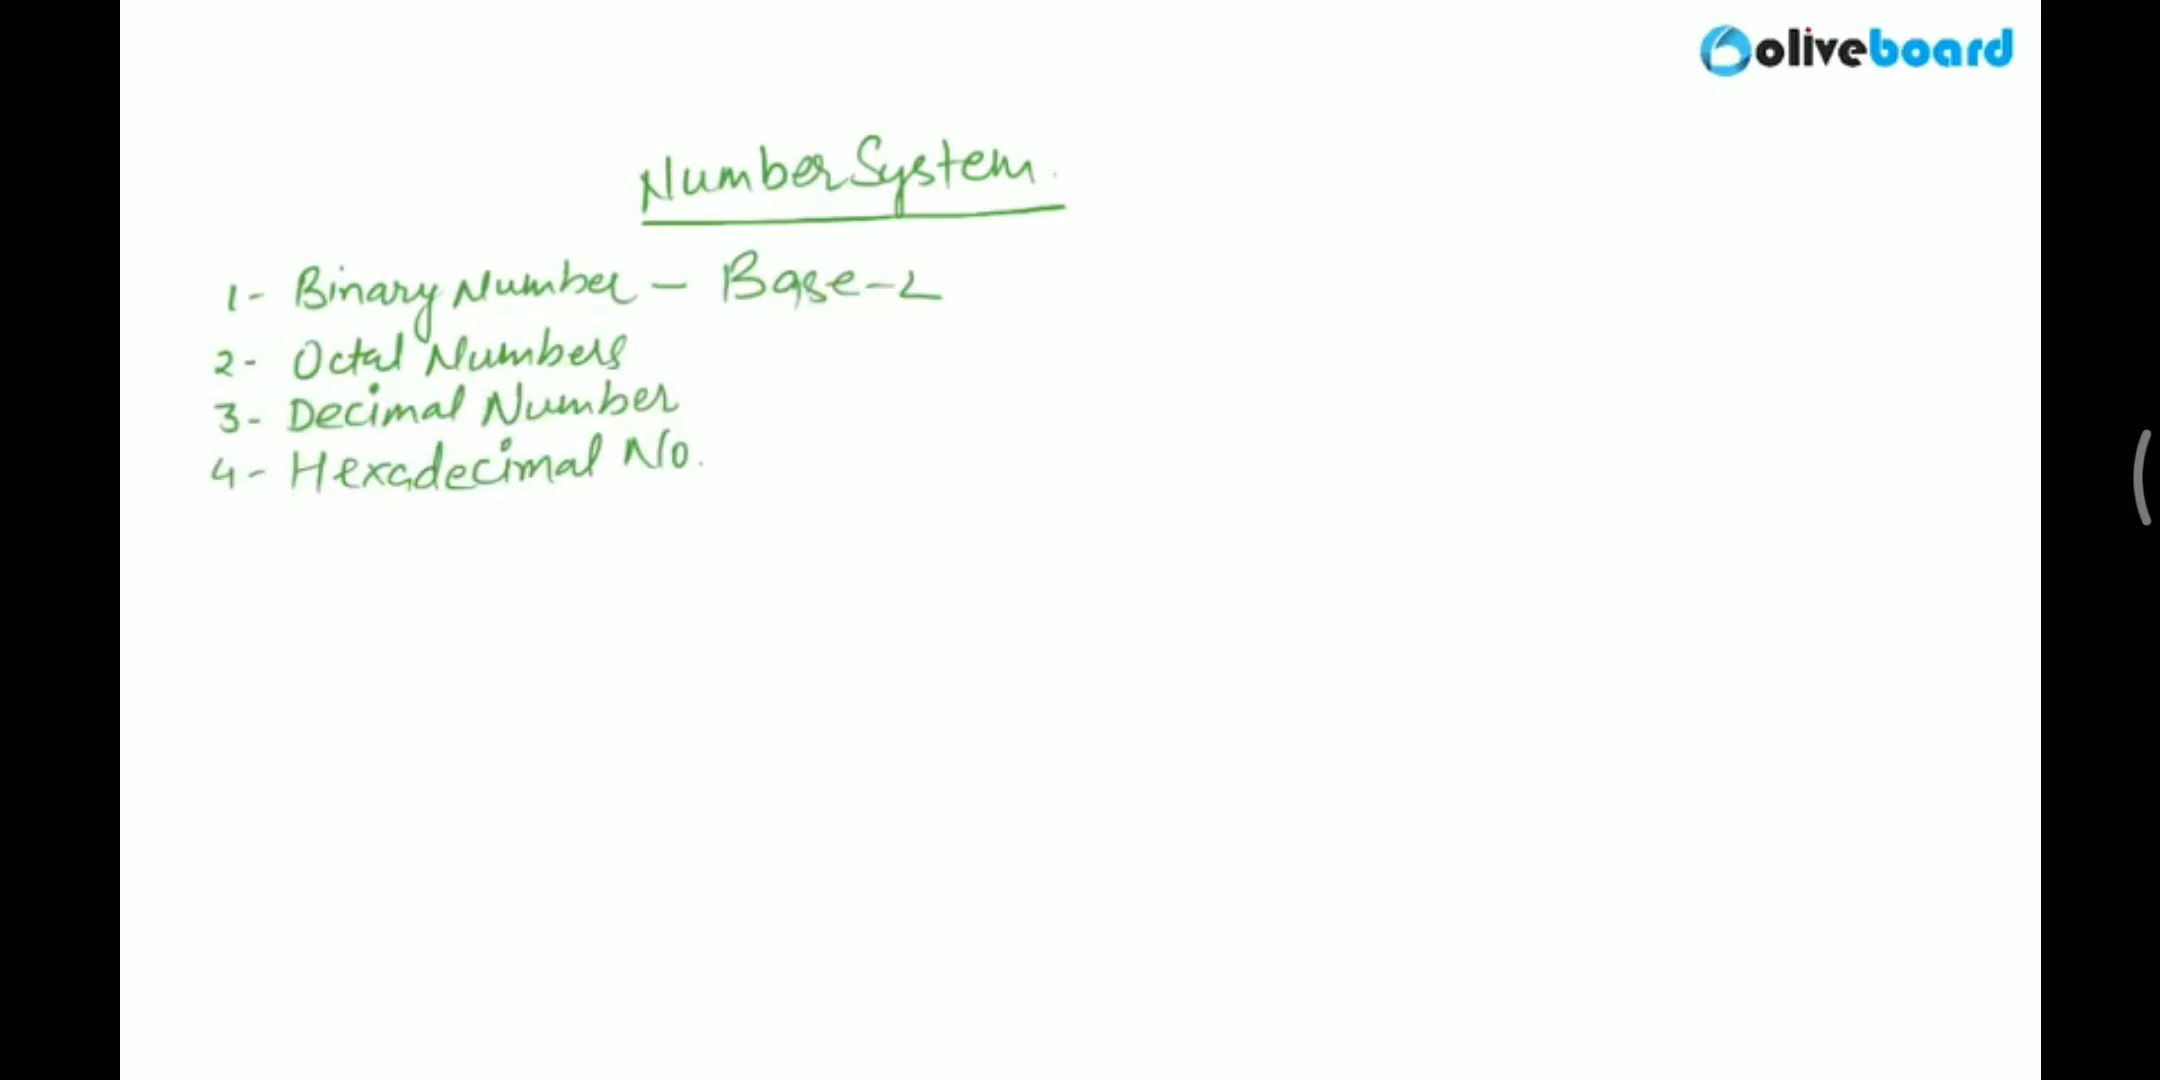 oliveboard
Number System.
1- Binary Number - Base-2
2- Octal Numbers
3- Decimal Number
4- Hexadecimal No.